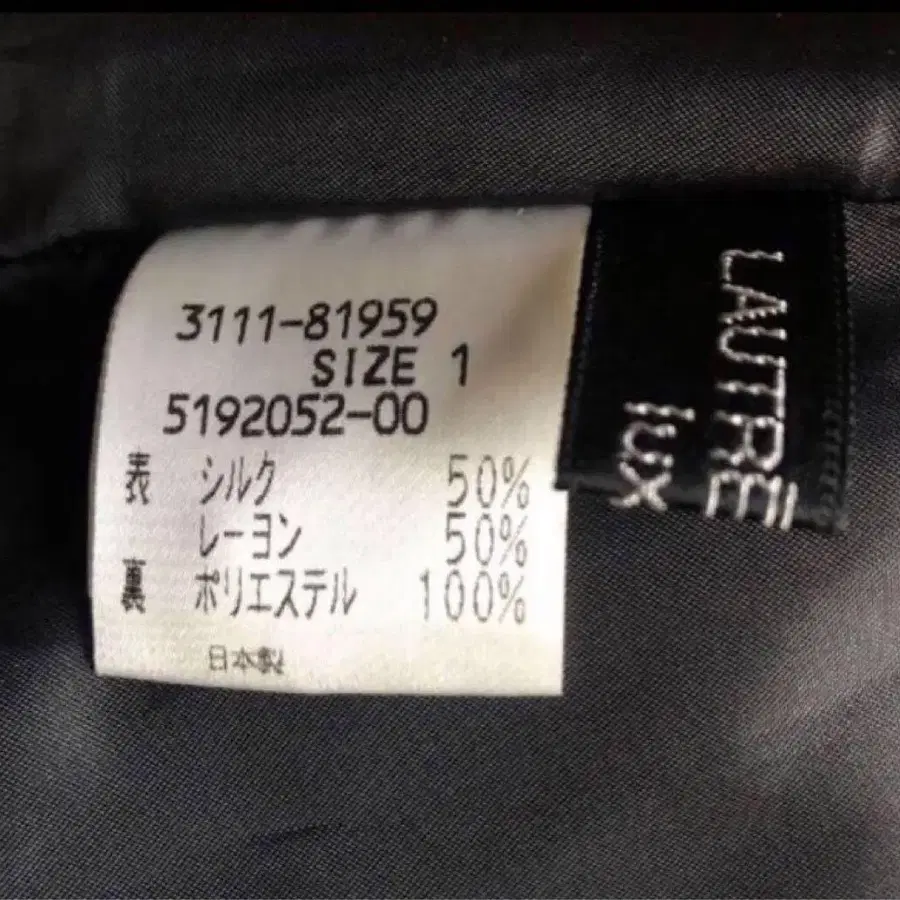 3111-81959
SIZE 1
5192052-00
表 シルク 50%
レーヨン 50%
裏 ポリエステル 100%
日本製
LAUTRĒ
lux